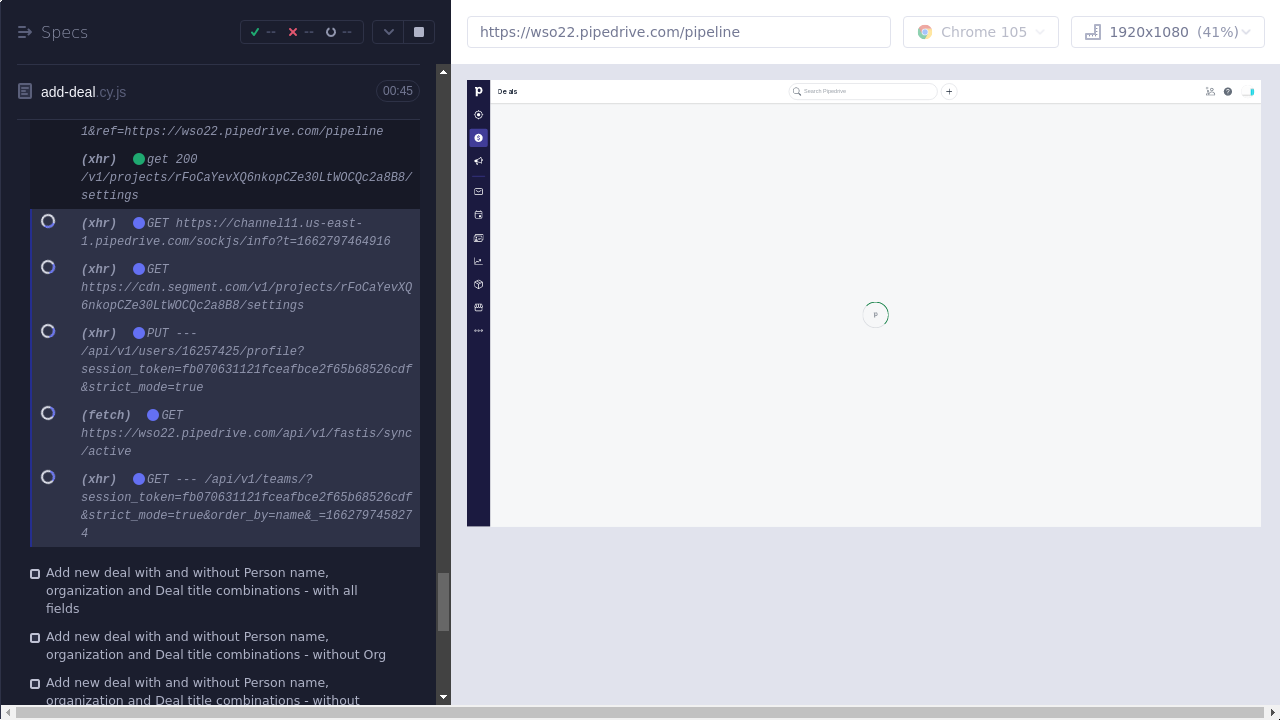 Specs
--
--
--
https://wso22.pipedrive.com/pipeline
Chrome 105
1920x1080 (41%)
add-deal.cy.js
00:45
1&ref=https://wso22.pipedrive.com/pipeline
(xhr) get 200
/v1/projects/rFoCaYevXQ6nkopCZe30LtWOCQc2a8B8/
settings
(xhr) GET https://channel11.us-east-
1.pipedrive.com/sockjs/info?t=1662797464916
(xhr) GET
https://cdn.segment.com/v1/projects/rFoCaYevXQ
6nkopCZe30LtWOCQc2a8B8/settings
(xhr) PUT ---
/api/v1/users/16257425/profile?
session_token=fb070631121fceafbce2f65b68526cdf
&strict_mode=true
(fetch) GET
https://wso22.pipedrive.com/api/v1/fastis/sync
/active
(xhr) GET --- /api/v1/teams/?
session_token=fb070631121fceafbce2f65b68526cdf
&strict_mode=true&order_by=name&_=166279745827
4
Add new deal with and without Person name,
organization and Deal title combinations - with all
fields
Add new deal with and without Person name,
organization and Deal title combinations - without Org
Add new deal with and without Person name,
organization and Deal title combinations - without
p
Deals
Search Pipedrive
+
?
p